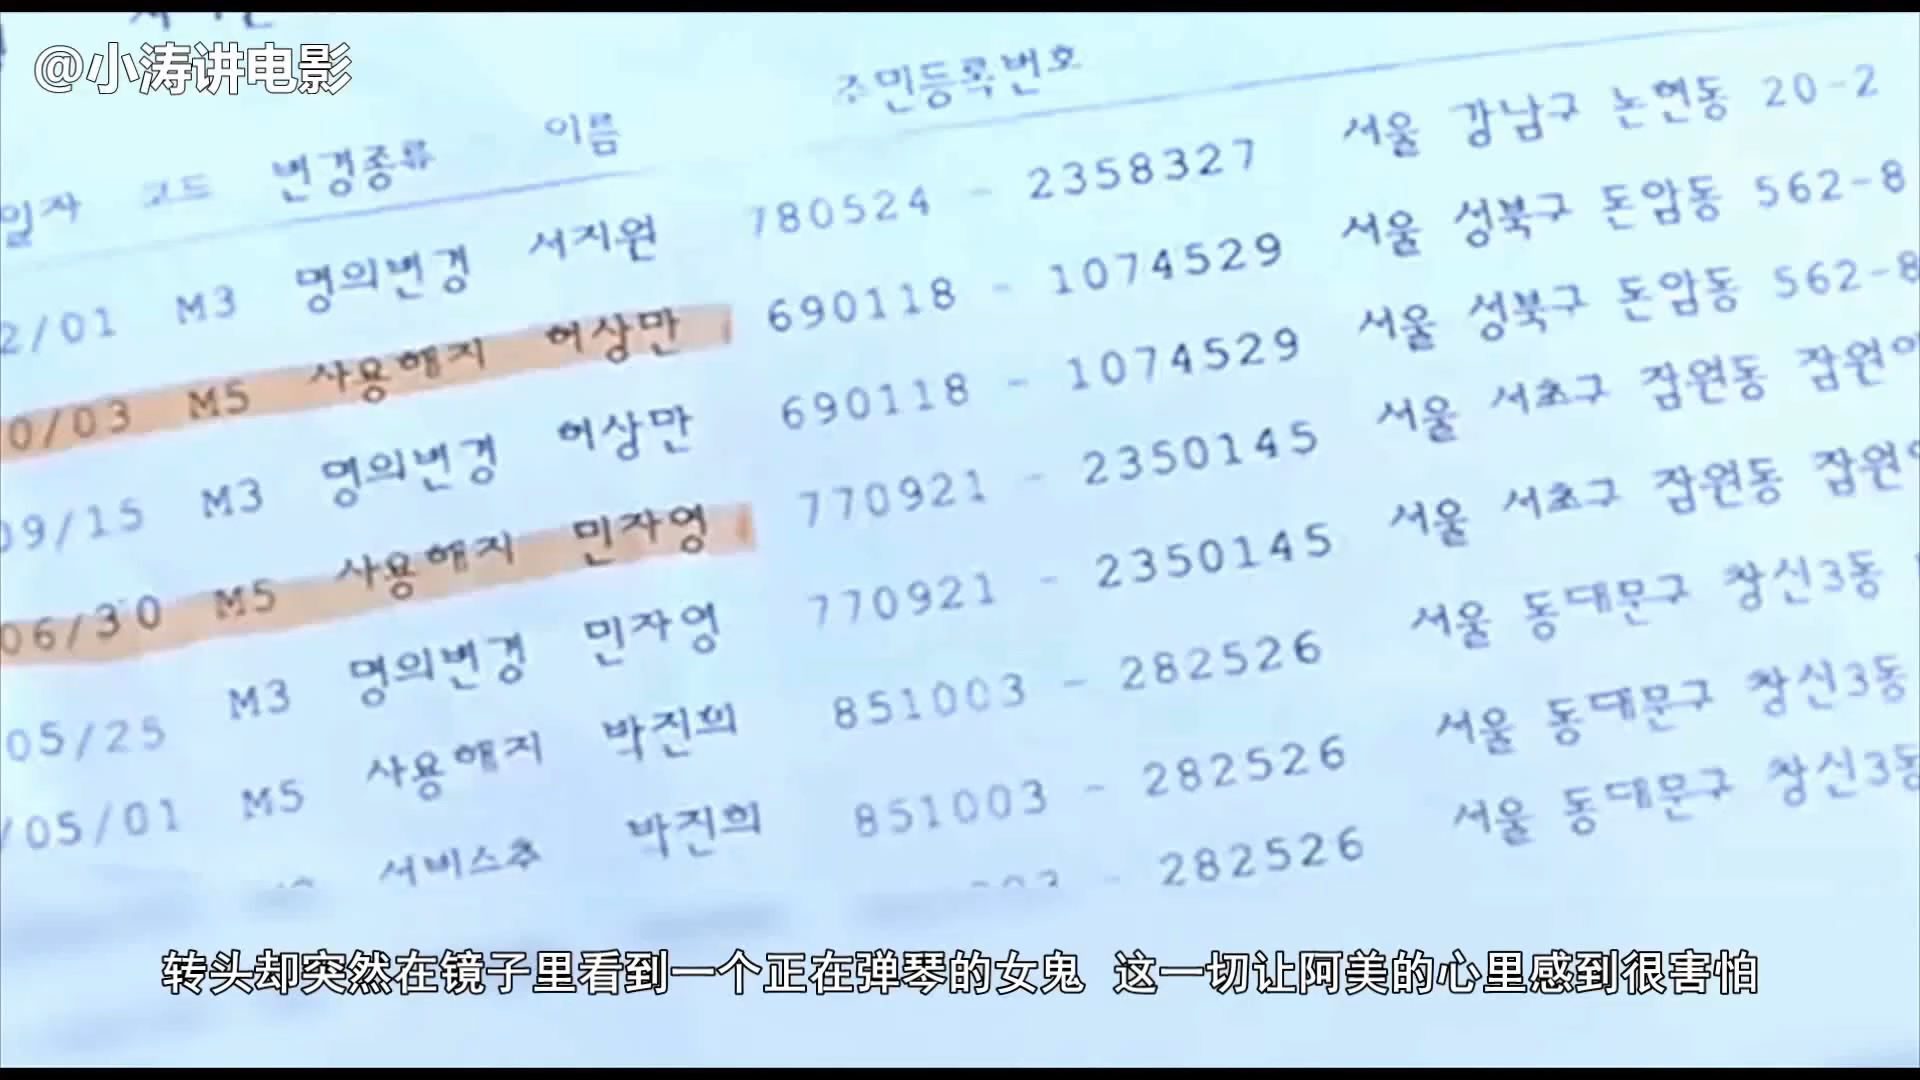 @小涛讲电影
일자 코드 변경종류 이름 주민등록번호
2/01 M3 명의변경 서지원 780524 - 2358327 서울 강남구 논현동 20-2
0/03 M5 사용해지 허상만 690118 - 1074529 서울 성북구 돈암동 562-8
09/15 M3 명의변경 허상만 690118 - 1074529 서울 성북구 돈암동 562-8
06/30 M5 사용해지 민자영 770921 - 2350145 서울 서초구 잠원동 잠원
05/25 M3 명의변경 민자영 770921 - 2350145 서울 서초구 잠원동 잠원
/05/01 M5 사용해지 박진희 851003 - 282526 서울 동대문구 창신3동
서비스추 박진희 851003 - 282526 서울 동대문구 창신3동
- 282526 서울 동대문구 창신3동
转头却突然在镜子里看到一个正在弹琴的女鬼 这一切让阿美的心里感到很害怕